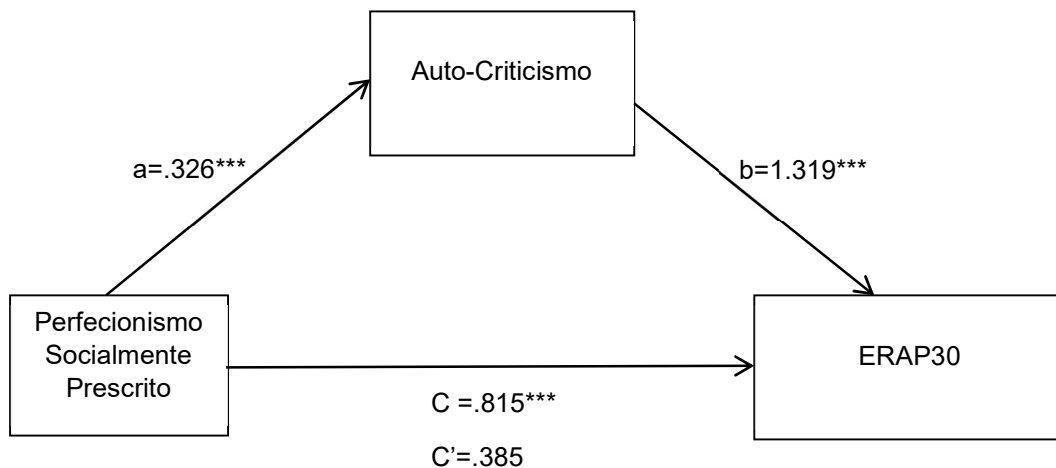 Auto-Criticismo
a=.326***
b=1.319***
Perfecionismo
Socialmente
Prescrito
ERAP30
C =.815***
C’=.385